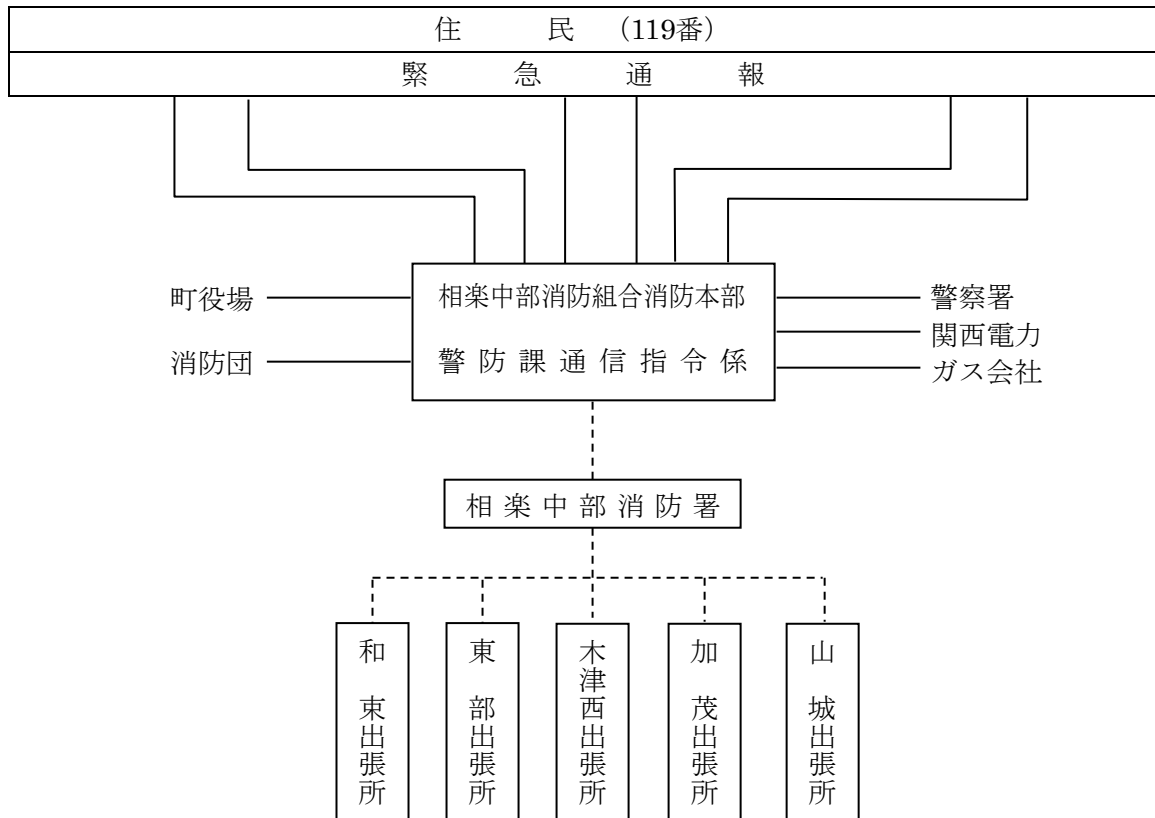 住民（119番）
緊急通報
町役場
消防団
相楽中部消防組合消防本部
警防課通信指令係
警察署
関西電力
ガス会社
相楽中部消防署
和束出張所
東部出張所
木津西出張所
加茂出張所
山城出張所